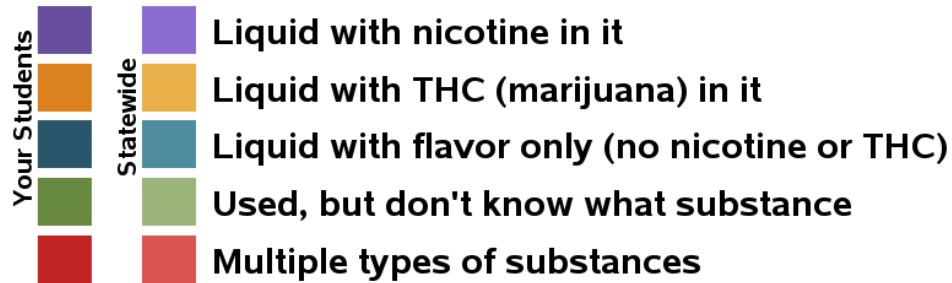 Your Students
Statewide
Liquid with nicotine in it
Liquid with THC (marijuana) in it
Liquid with flavor only (no nicotine or THC)
Used, but don't know what substance
Multiple types of substances